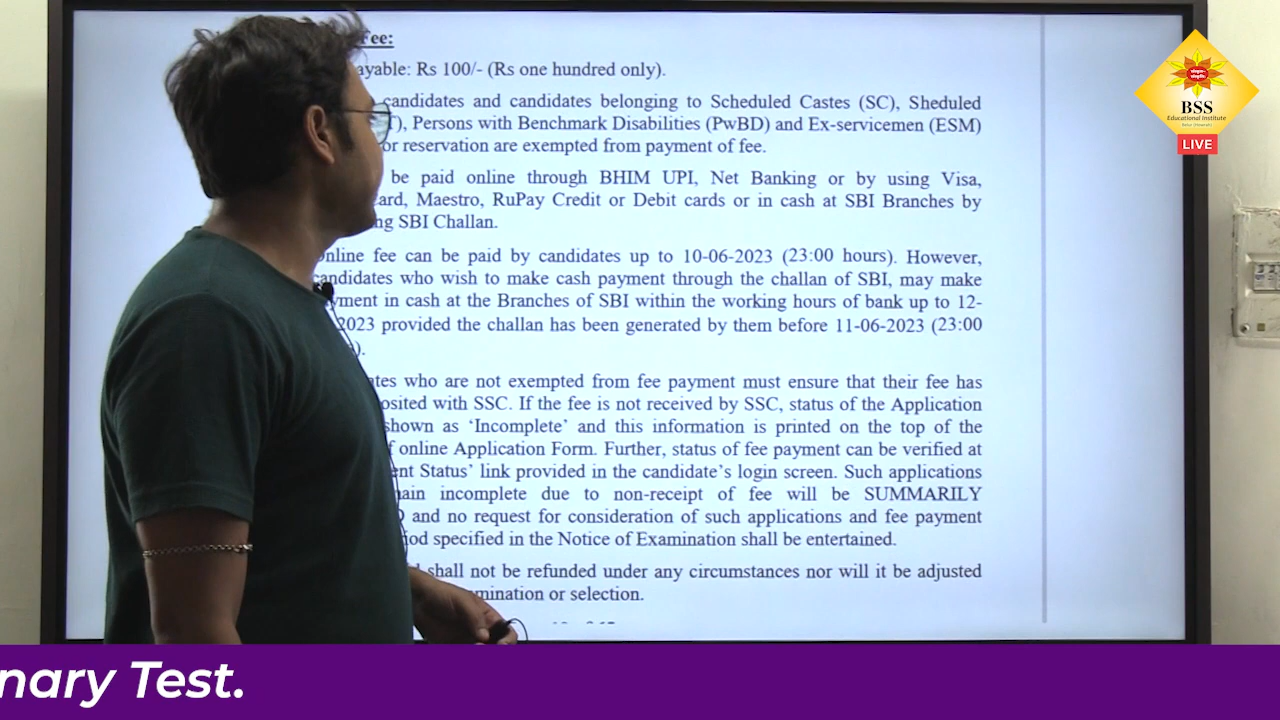 Fee:
ayable: Rs 100/- (Rs one hundred only).
candidates and candidates belonging to Scheduled Castes (SC), Sheduled
T), Persons with Benchmark Disabilities (PwBD) and Ex-servicemen (ESM)
or reservation are exempted from payment of fee.
be paid online through BHIM UPI, Net Banking or by using Visa,
ard, Maestro, RuPay Credit or Debit cards or in cash at SBI Branches by
ng SBI Challan.
Online fee can be paid by candidates up to 10-06-2023 (23:00 hours). However,
candidates who wish to make cash payment through the challan of SBI, may make
yment in cash at the Branches of SBI within the working hours of bank up to 12-
2023 provided the challan has been generated by them before 11-06-2023 (23:00
).
ates who are not exempted from fee payment must ensure that their fee has
osited with SSC. If the fee is not received by SSC, status of the Application
shown as ‘Incomplete’ and this information is printed on the top of the
f online Application Form. Further, status of fee payment can be verified at
ent Status’ link provided in the candidate’s login screen. Such applications
ain incomplete due to non-receipt of fee will be SUMMARILY
D and no request for consideration of such applications and fee payment
iod specified in the Notice of Examination shall be entertained.
d shall not be refunded under any circumstances nor will it be adjusted
mination or selection.
BSS
Educational Institute
LIVE
nary Test.